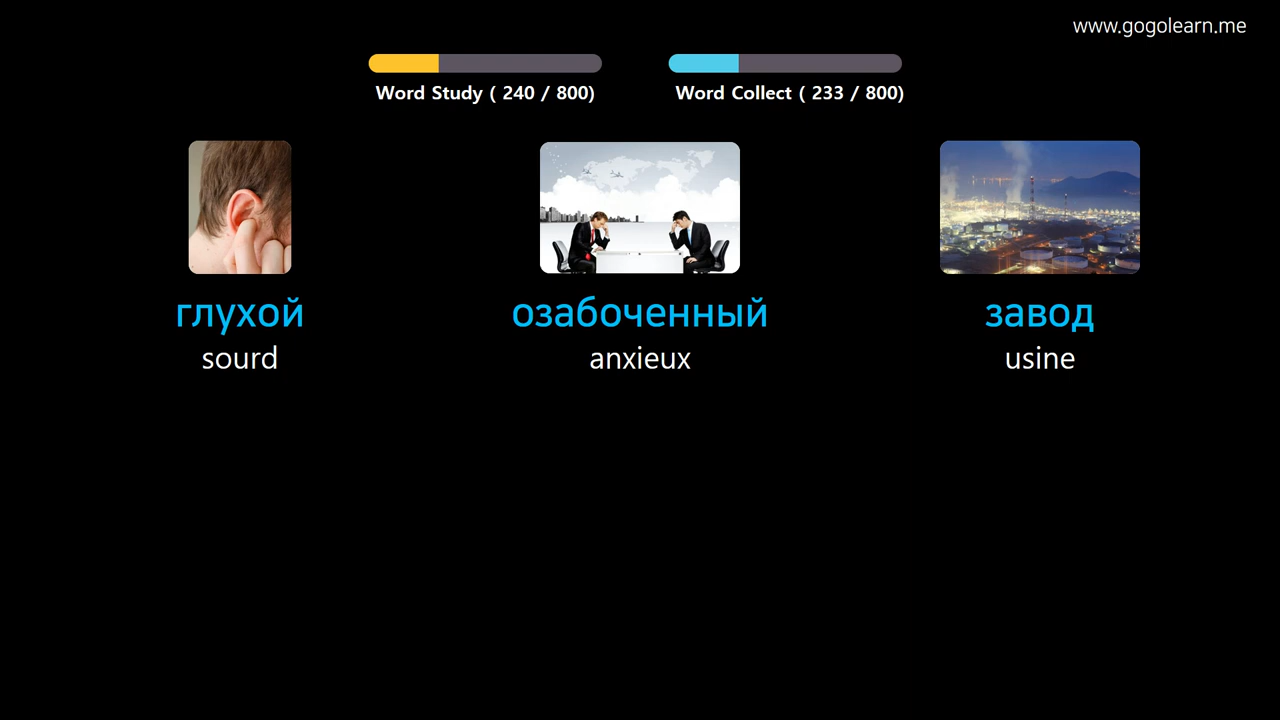 www.gogolearn.me
Word Study ( 240 / 800)
Word Collect ( 233 / 800)
глухой
sourd
озабоченный
anxieux
завод
usine